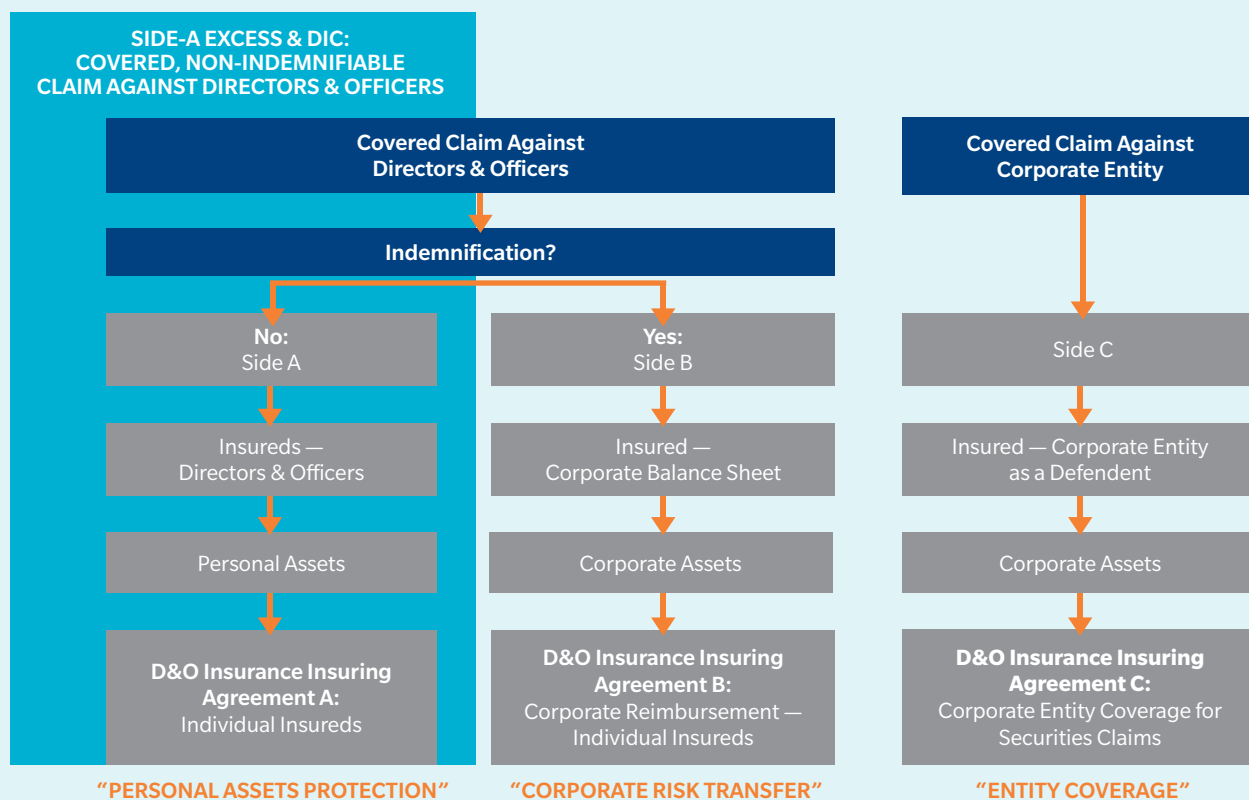 SIDE-A EXCESS & DIC:
COVERED, NON-INDEMNIFIABLE
CLAIM AGAINST DIRECTORS & OFFICERS
Covered Claim Against
Directors & Officers
Indemnification?
No:
Side A
Insureds —
Directors & Officers
Personal Assets
D&O Insurance Insuring
Agreement A:
Individual Insureds
"PERSONAL ASSETS PROTECTION"
Yes:
Side B
Insured —
Corporate Balance Sheet
Corporate Assets
D&O Insurance Insuring
Agreement B:
Corporate Reimbursement —
Individual Insureds
"CORPORATE RISK TRANSFER"
Covered Claim Against
Corporate Entity
Side C
Insured — Corporate Entity
as a Defendent
Corporate Assets
D&O Insurance Insuring
Agreement C:
Corporate Entity Coverage for
Securities Claims
"ENTITY COVERAGE"